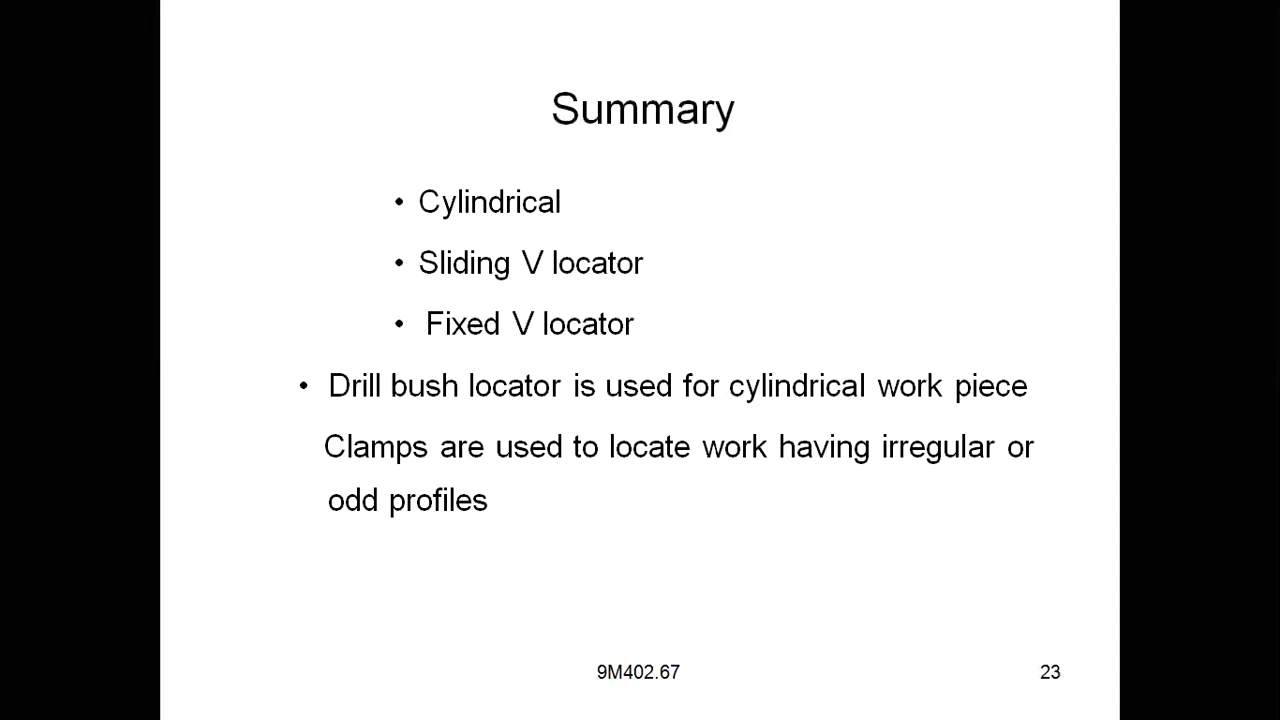 Summary
• Cylindrical
• Sliding V locator
• Fixed V locator
• Drill bush locator is used for cylindrical work piece
Clamps are used to locate work having irregular or
odd profiles
9M402.67
23